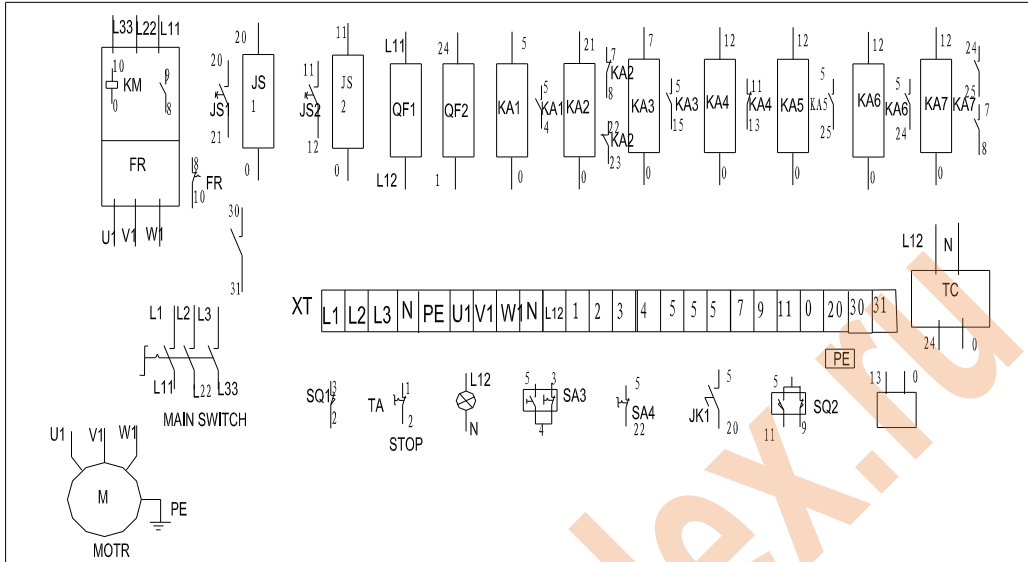 L33 L22 L11
10 KM 9
0 8
FR
U1 V1 W1
8 FR
10
20
JS1
21
20
JS
1
0
11
JS2
12
11
JS
2
0
L11
QF1
L12
24
QF2
1
5
KA1
0
5
KA1
4
21
KA2
0
7
KA2
8
22
KA2
23
7
KA3
0
5
KA3
15
12
KA4
0
11
KA4
13
12
KA5
0
5
KA5
25
12
KA6
0
5
KA6
24
12
KA7
0
24
25
KA7
7
8
30
31
L12 N
TC
24 0
XT L1 L2 L3 N PE U1 V1 W1 N L12 1 2 3 4 5 5 5 7 9 11 0 20 30 31
PE
L1 L2 L3
L11 L22 L33
MAIN SWITCH
3
SQ1
2
1
TA
2
STOP
L12
N
5 3
SA3
4
5
SA4
22
5
JK1
20
5
SQ2
11 9
13 0
U1 V1 W1
M
PE
MOTR
lex.ru